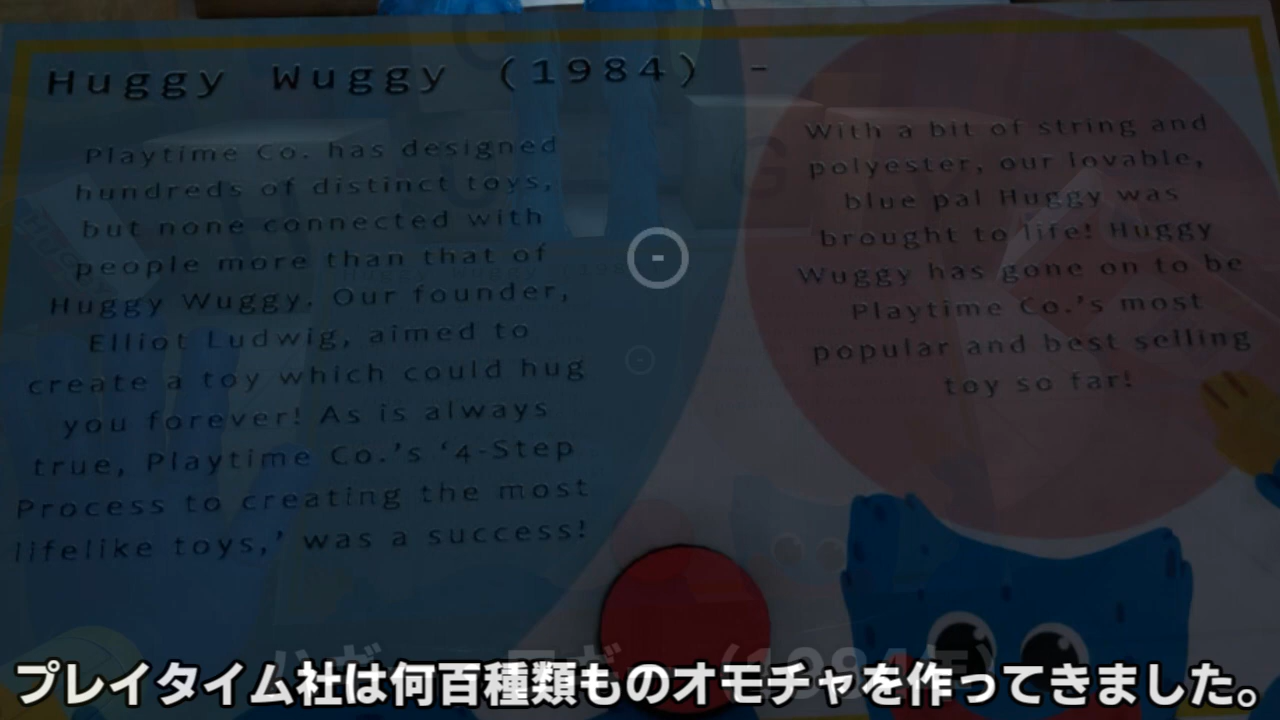 Huggy Wuggy (1984) -
Playtime Co. has designed
hundreds of distinct toys,
but none connected with
people more than that of
Huggy Wuggy. Our founder,
Elliot Ludwig, aimed to
create a toy which could hug
you forever! As is always
true, Playtime Co.'s '4-Step
Process to creating the most
lifelike toys,' was a success!
With a bit of string and
polyester, our lovable,
blue pal Huggy was
brought to life! Huggy
Wuggy has gone on to be
Playtime Co.'s most
popular and best selling
toy so far!
プレイタイム社は何百種類ものオモチャを作ってきました。